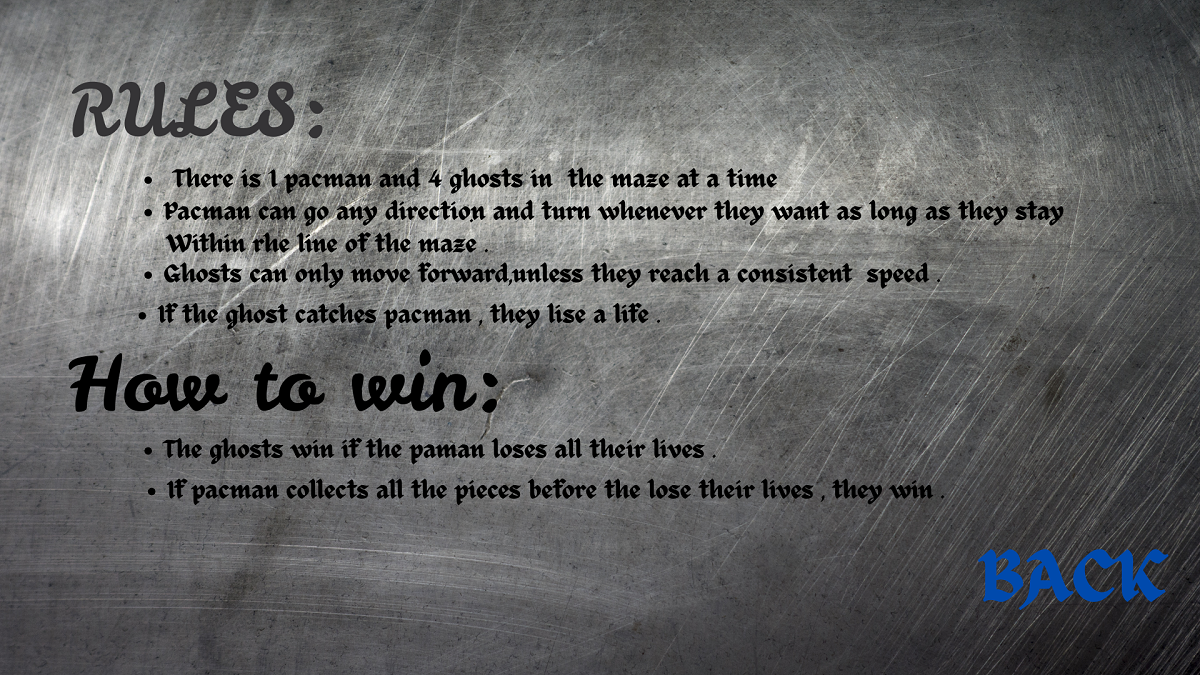 RULES:
• There is 1 pacman and 4 ghosts in the maze at a time
• Pacman can go any direction and turn whenever they want as long as they stay
Within rhe line of the maze .
• Ghosts can only move forward,unless they reach a consistent speed .
• If the ghost catches pacman , they lise a life .
How to win:
• The ghosts win if the paman loses all their lives .
• If pacman collects all the pieces before the lose their lives , they win .
BACK